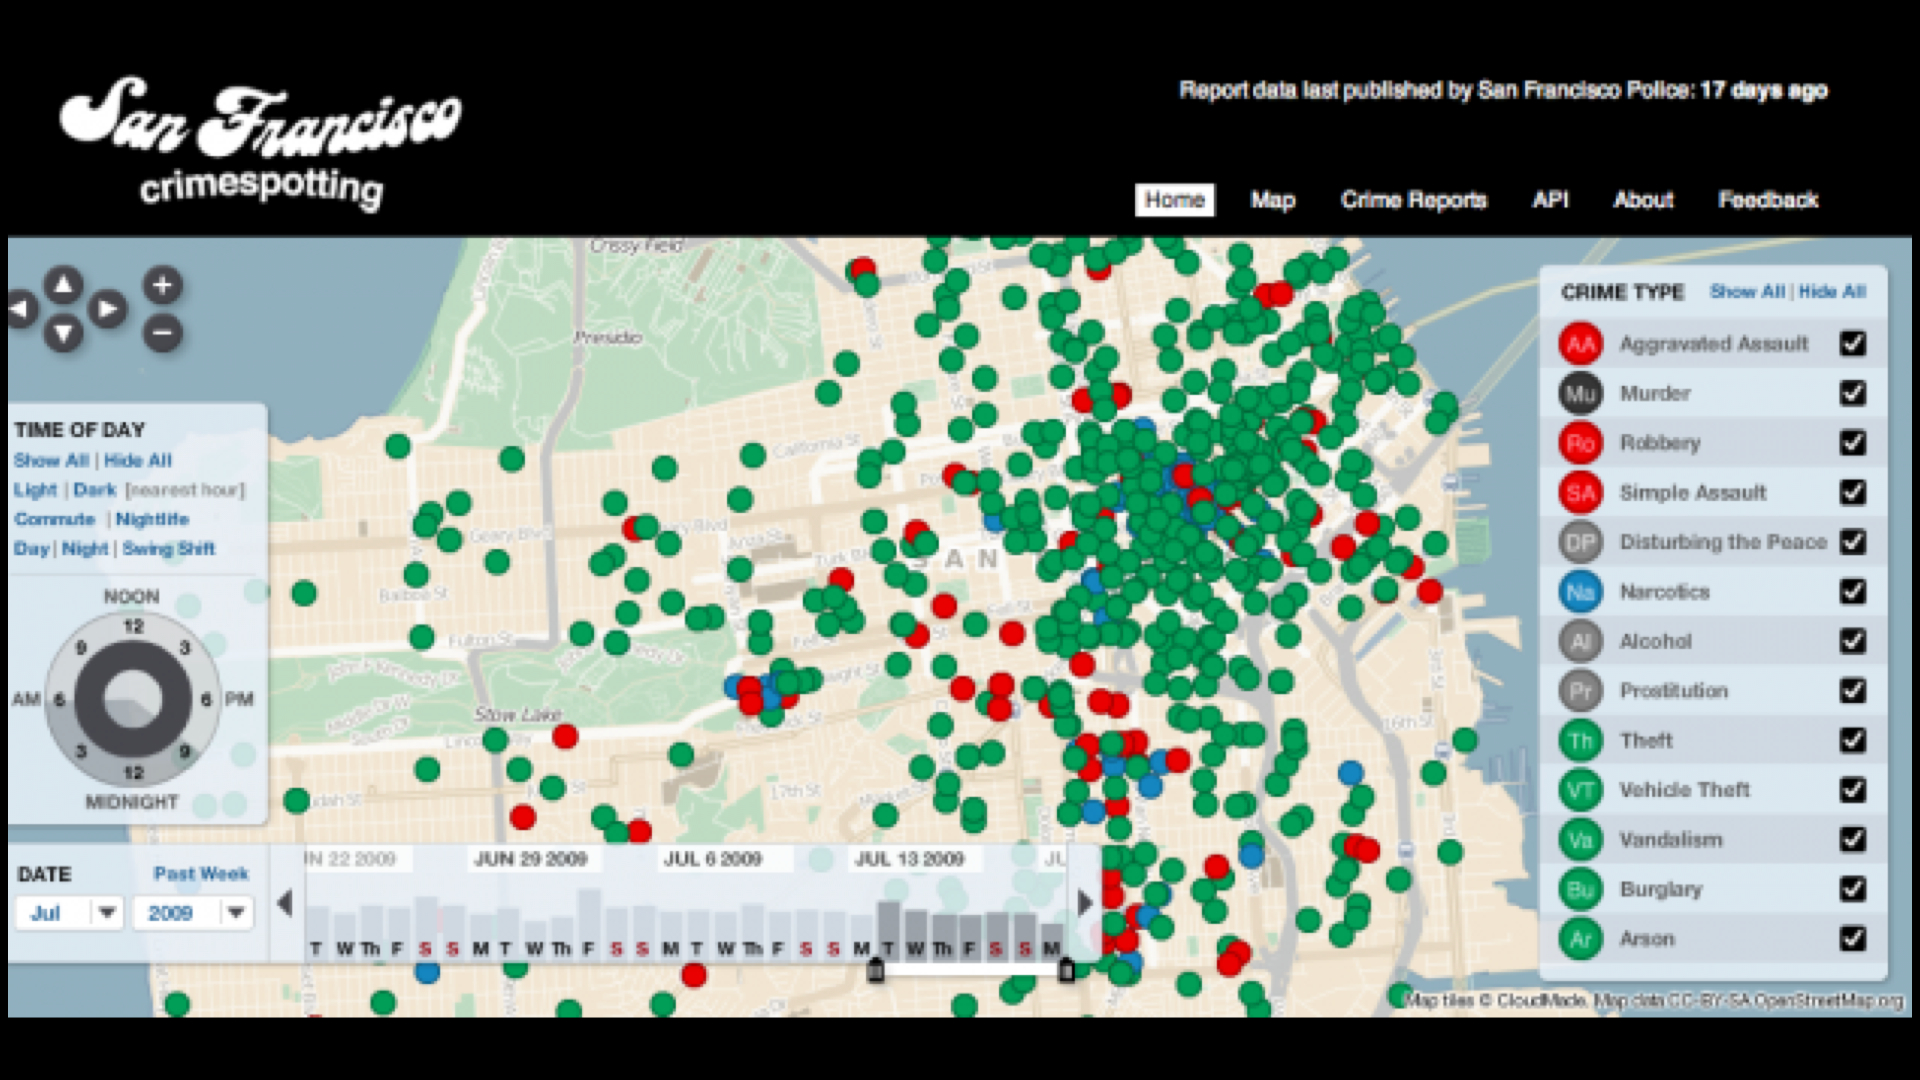 San Francisco
crimespotting
Report data last published by San Francisco Police: 17 days ago
Home Map Crime Reports API About Feedback
Crissy Field
Presidio
California St
Geary Blvd
Anza St
Turk Bl
S A N
Balboa St
Fulton St
Fell St
Stow Lake
17th St
16th St
3rd St
TIME OF DAY
Show All | Hide All
Light | Dark [nearest hour]
Commute | Nightlife
Day | Night | Swing Shift
NOON
12
9 3
AM 6 6 PM
3 9
12
MIDNIGHT
DATE Past Week
Jul 2009
N 22 2009 JUN 29 2009 JUL 6 2009 JUL 13 2009 JU
T W Th F S S M T W Th F S S M T W Th F S S M T W Th F S S M
CRIME TYPE Show All | Hide All
AA Aggravated Assault
Mu Murder
Ro Robbery
SA Simple Assault
DP Disturbing the Peace
Na Narcotics
Al Alcohol
Pr Prostitution
Th Theft
VT Vehicle Theft
Va Vandalism
Bu Burglary
Ar Arson
Map tiles © CloudMade. Map data CC-BY-SA OpenStreetMap.org